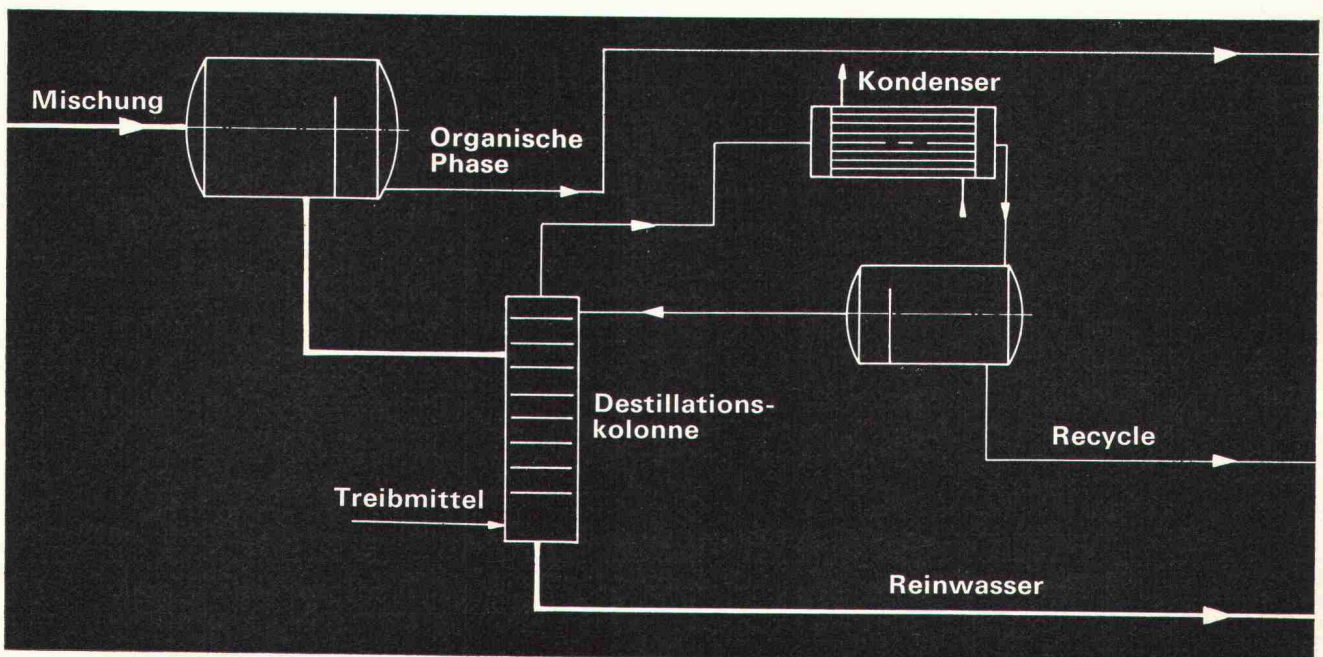 Mischung
Organische
Phase
Kondenser
Destillations-
kolonne
Recycle
Treibmittel
Reinwasser